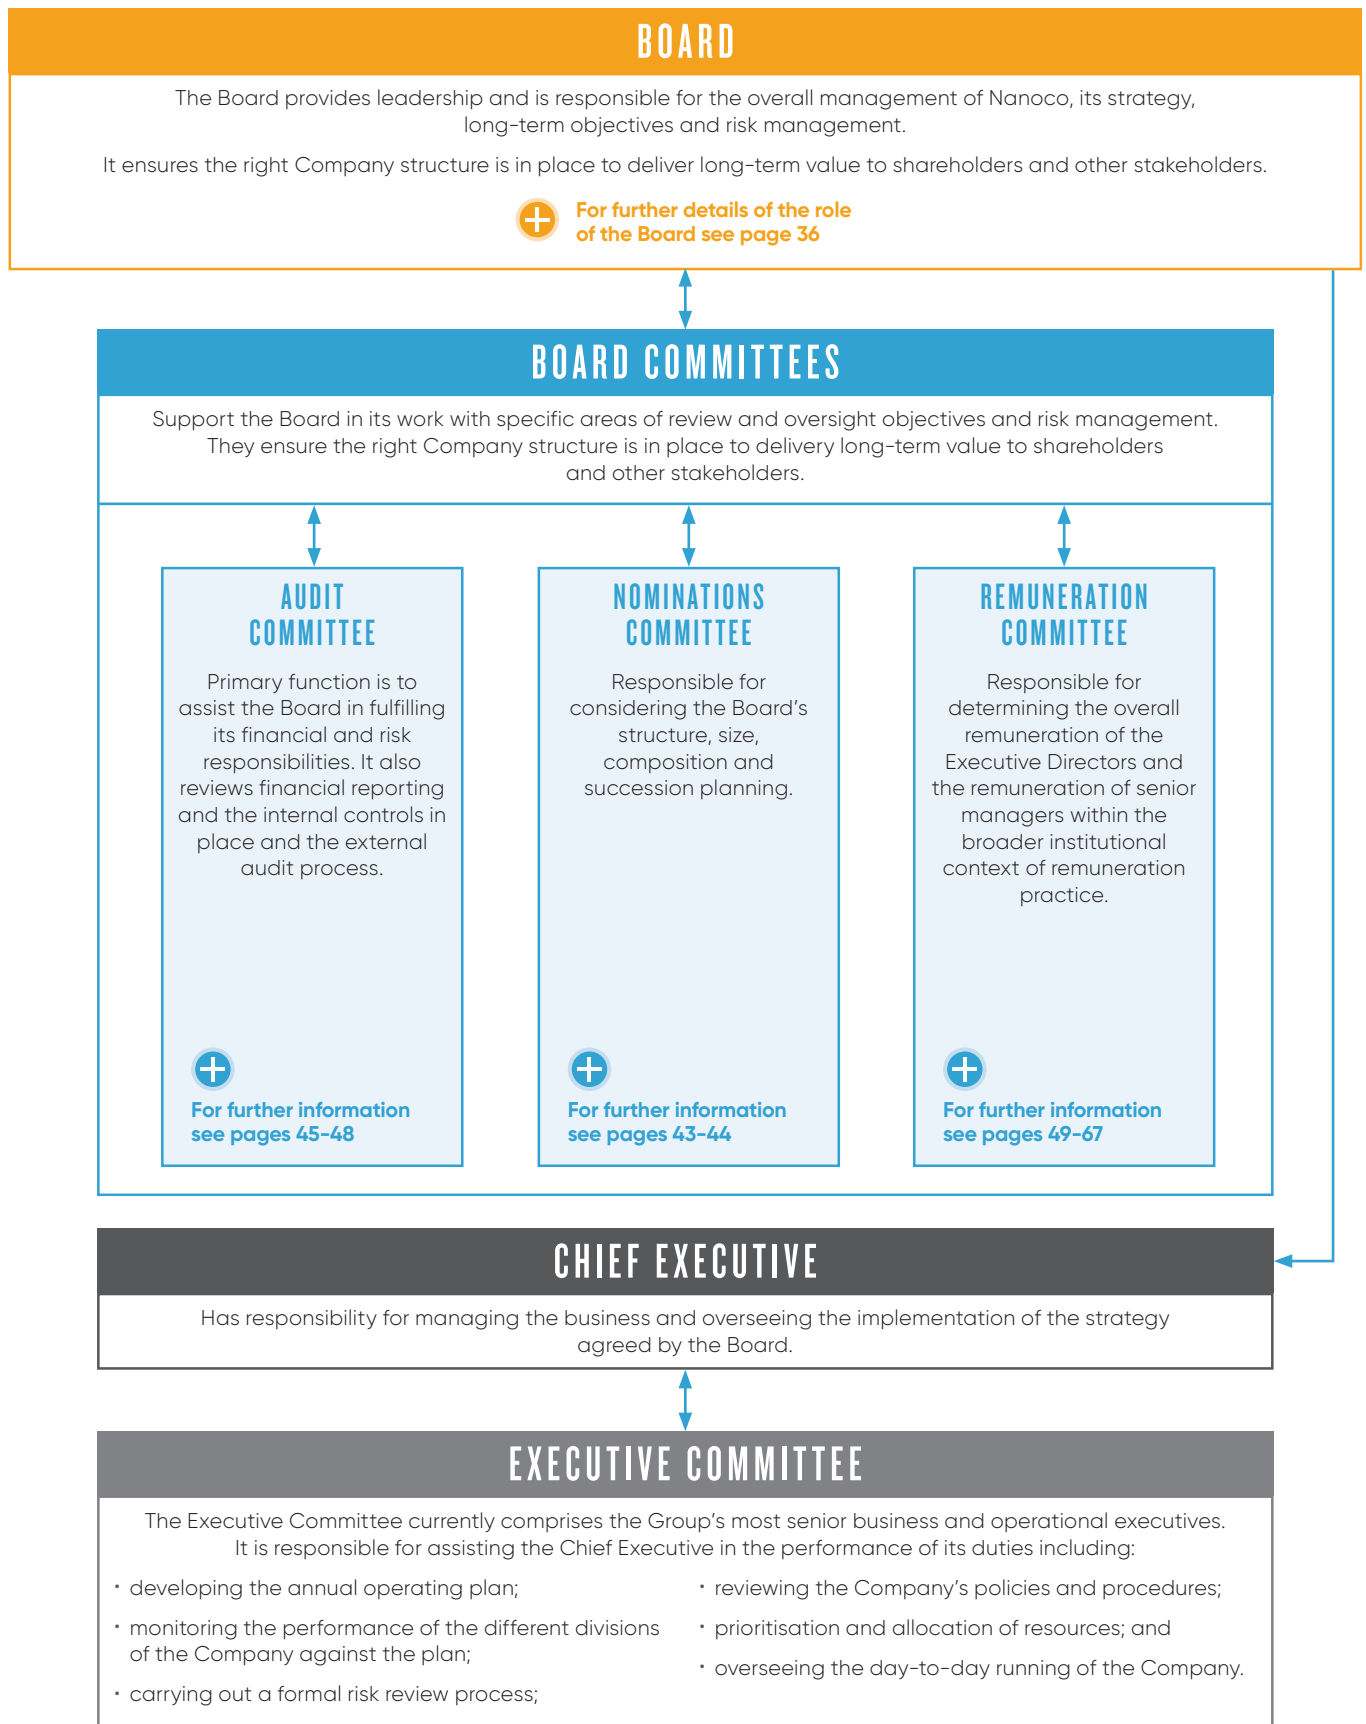 BOARD
The Board provides leadership and is responsible for the overall management of Nanoco, its strategy,
long-term objectives and risk management.
It ensures the right Company structure is in place to deliver long-term value to shareholders and other stakeholders.
For further details of the role
of the Board see page 36
BOARD COMMITTEES
Support the Board in its work with specific areas of review and oversight objectives and risk management.
They ensure the right Company structure is in place to delivery long-term value to shareholders
and other stakeholders.
AUDIT
COMMITTEE
Primary function is to
assist the Board in fulfilling
its financial and risk
responsibilities. It also
reviews financial reporting
and the internal controls in
place and the external
audit process.
For further information
see pages 45-48
NOMINATIONS
COMMITTEE
Responsible for
considering the Board's
structure, size,
composition and
succession planning.
For further information
see pages 43-44
REMUNERATION
COMMITTEE
Responsible for
determining the overall
remuneration of the
Executive Directors and
the remuneration of senior
managers within the
broader institutional
context of remuneration
practice.
For further information
see pages 49-67
CHIEF EXECUTIVE
Has responsibility for managing the business and overseeing the implementation of the strategy
agreed by the Board.
EXECUTIVE COMMITTEE
The Executive Committee currently comprises the Group's most senior business and operational executives.
It is responsible for assisting the Chief Executive in the performance of its duties including:
· developing the annual operating plan;
· monitoring the performance of the different divisions
of the Company against the plan;
· carrying out a formal risk review process;
· reviewing the Company's policies and procedures;
· prioritisation and allocation of resources; and
· overseeing the day-to-day running of the Company.